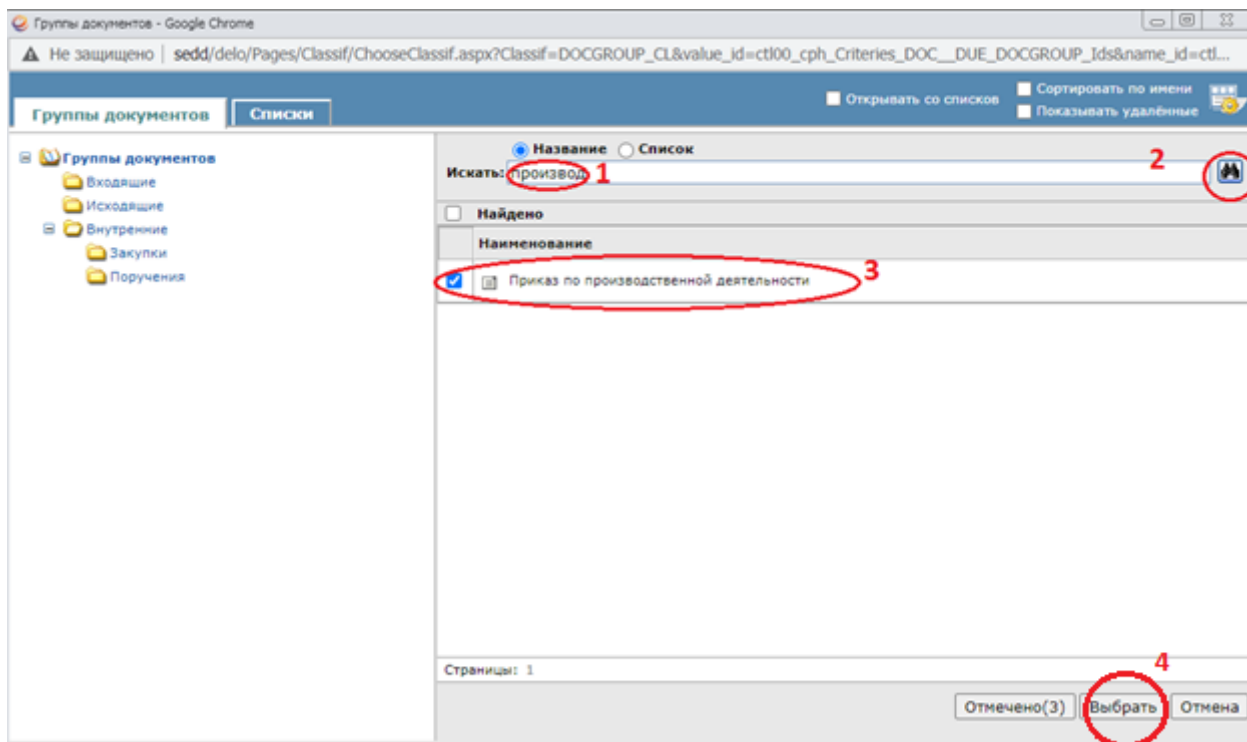 Группы документов - Google Chrome
Не защищено | sedd/delo/Pages/Classif/ChooseClassif.aspx?Classif=DOCGROUP_CL&value_id=ctl00_cph_Criteries_DOC__DUE_DOCGROUP_Ids&name_id=ctl...
Группы документов Списки
Открывать со списков
Сортировать по имени
Показывать удалённые
Группы документов
Входящие
Исходящие
Внутренние
Закупки
Поручения
Название Список
Искать: производ 1
2
Найдено
Наименование
Приказ по производственной деятельности 3
Страницы: 1
4
Отмечено(3) Выбрать Отмена